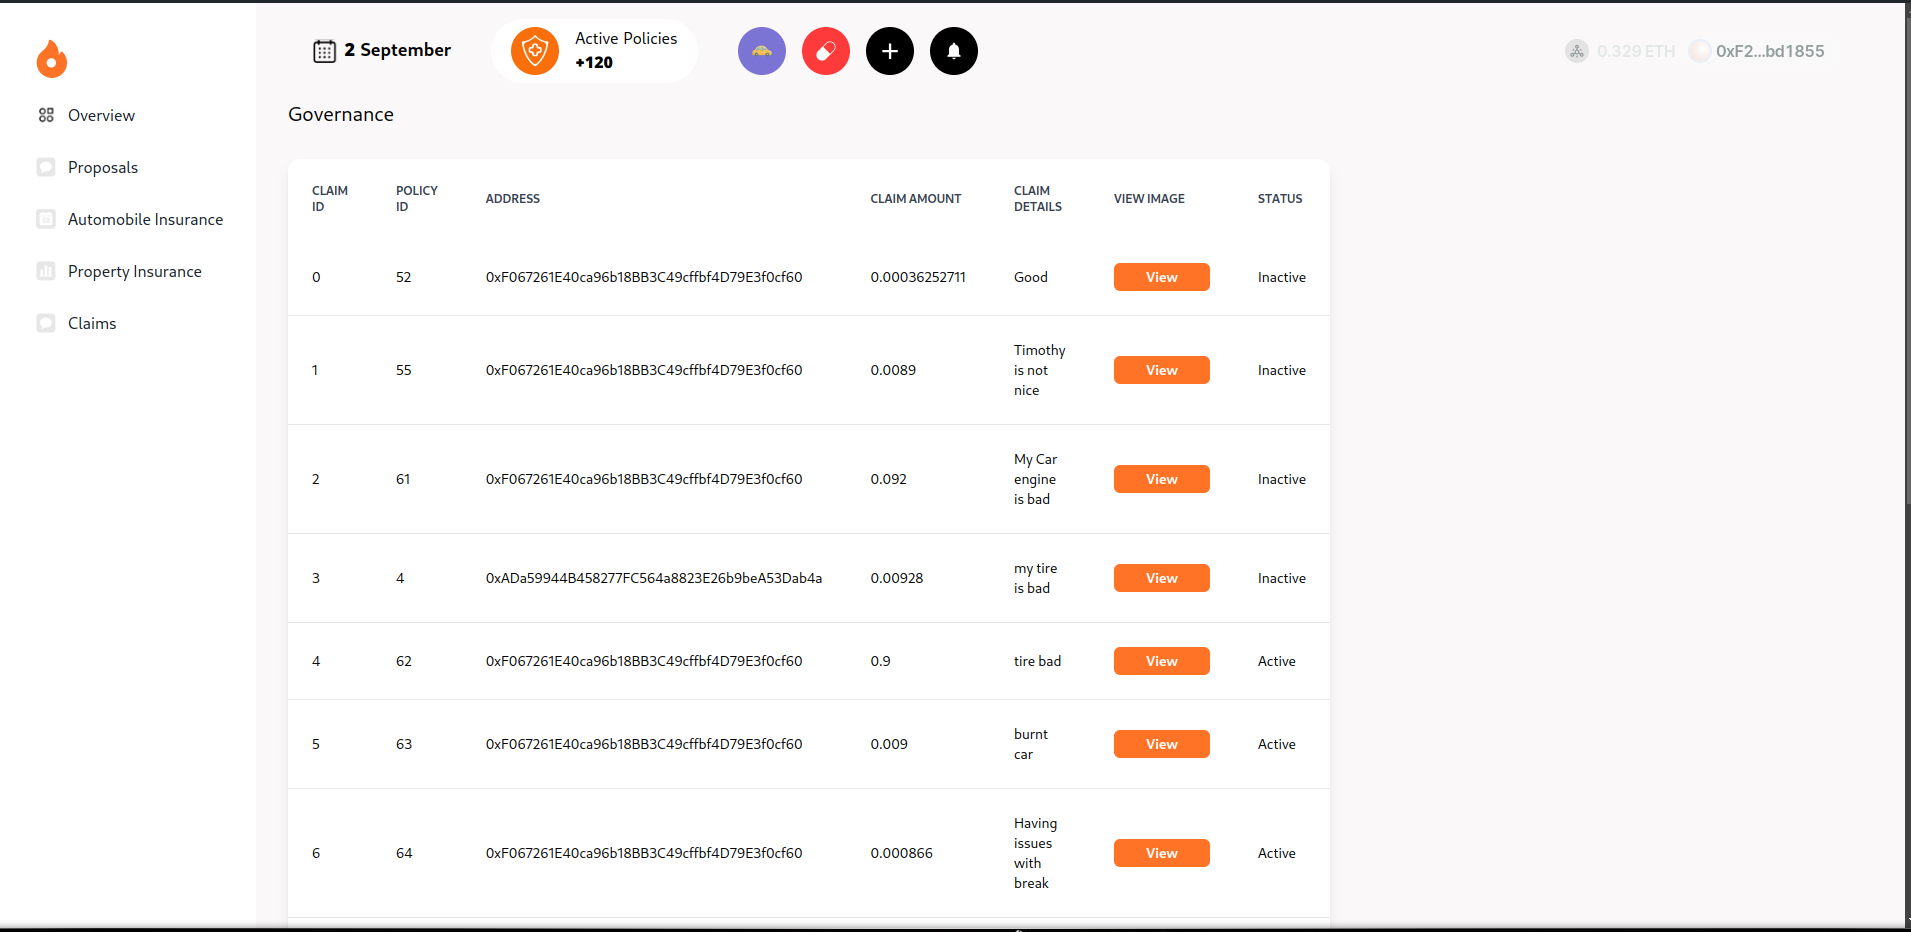 2 September
Active Policies
+120
0.329 ETH
0xF2...bd1855
Overview
Proposals
Automobile Insurance
Property Insurance
Claims
Governance
CLAIM
ID
POLICY
ID
ADDRESS
CLAIM AMOUNT
CLAIM
DETAILS
VIEW IMAGE
STATUS
0 52 0xF067261E40ca96b18BB3C49cffbf4D79E3f0cf60 0.00036252711 Good View Inactive
1 55 0xF067261E40ca96b18BB3C49cffbf4D79E3f0cf60 0.0089
Timothy
is not
nice
View Inactive
2 61 0xF067261E40ca96b18BB3C49cffbf4D79E3f0cf60 0.092
My Car
engine
is bad
View Inactive
3 4 0xADa59944B458277FC564a8823E26b9beA53Dab4a 0.00928
my tire
is bad
View Inactive
4 62 0xF067261E40ca96b18BB3C49cffbf4D79E3f0cf60 0.9 tire bad View Active
5 63 0xF067261E40ca96b18BB3C49cffbf4D79E3f0cf60 0.009
burnt
car
View Active
6 64 0xF067261E40ca96b18BB3C49cffbf4D79E3f0cf60 0.000866
Having
issues
with
break
View Active